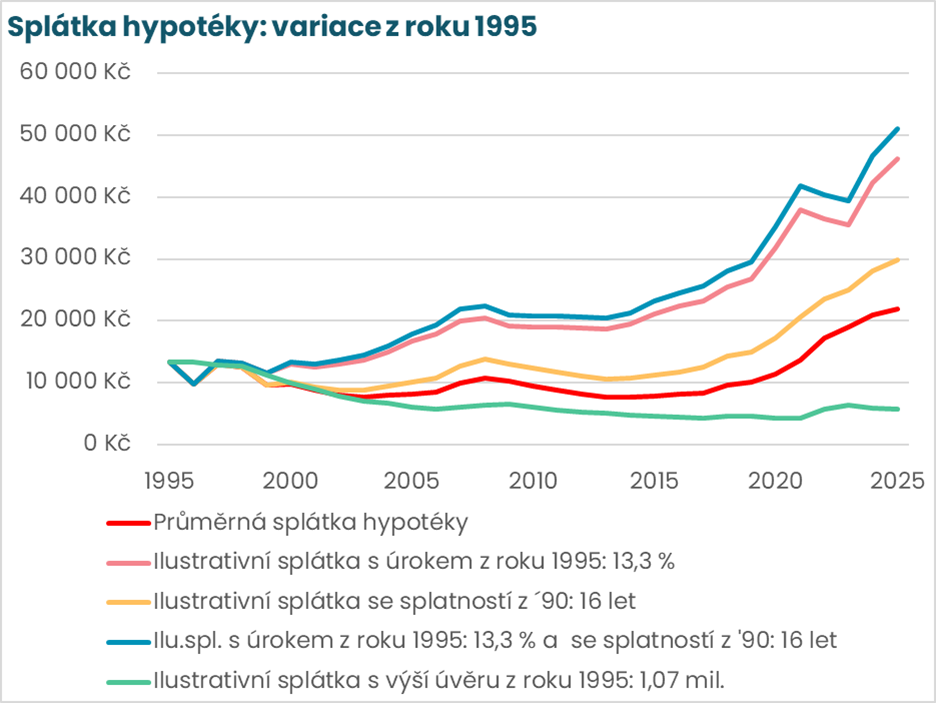 Splátka hypotéky: variace z roku 1995
60 000 Kč
50 000 Kč
40 000 Kč
30 000 Kč
20 000 Kč
10 000 Kč
0 Kč
1995 2000 2005 2010 2015 2020 2025
Průměrná splátka hypotéky
Ilustrativní splátka s úrokem z roku 1995: 13,3 %
Ilustrativní splátka se splatností z ´90: 16 let
Ilu.spl. s úrokem z roku 1995: 13,3 % a  se splatností z '90: 16 let
Ilustrativní splátka s výší úvěru z roku 1995: 1,07 mil.